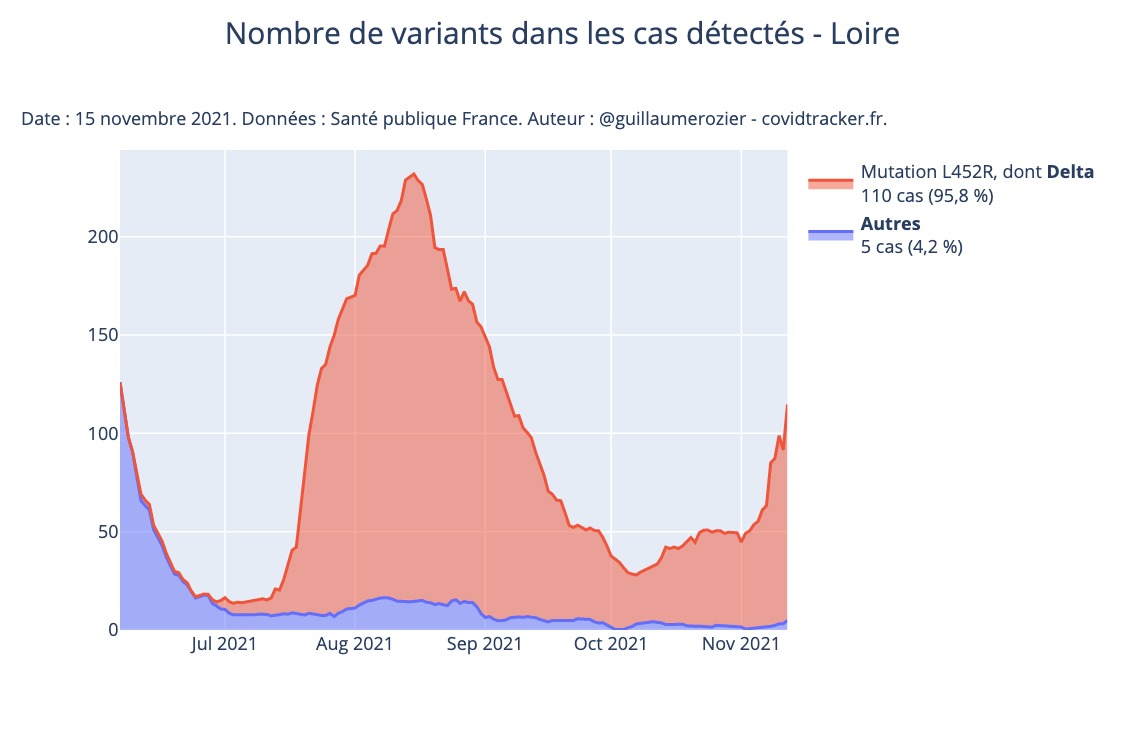 Nombre de variants dans les cas détectés - Loire
Date : 15 novembre 2021. Données : Santé publique France. Auteur : @guillaumerozier - covidtracker.fr.
Mutation L452R, dont Delta
110 cas (95,8 %)
Autres
5 cas (4,2 %)
200
150
100
50
0
Jul 2021
Aug 2021
Sep 2021
Oct 2021
Nov 2021